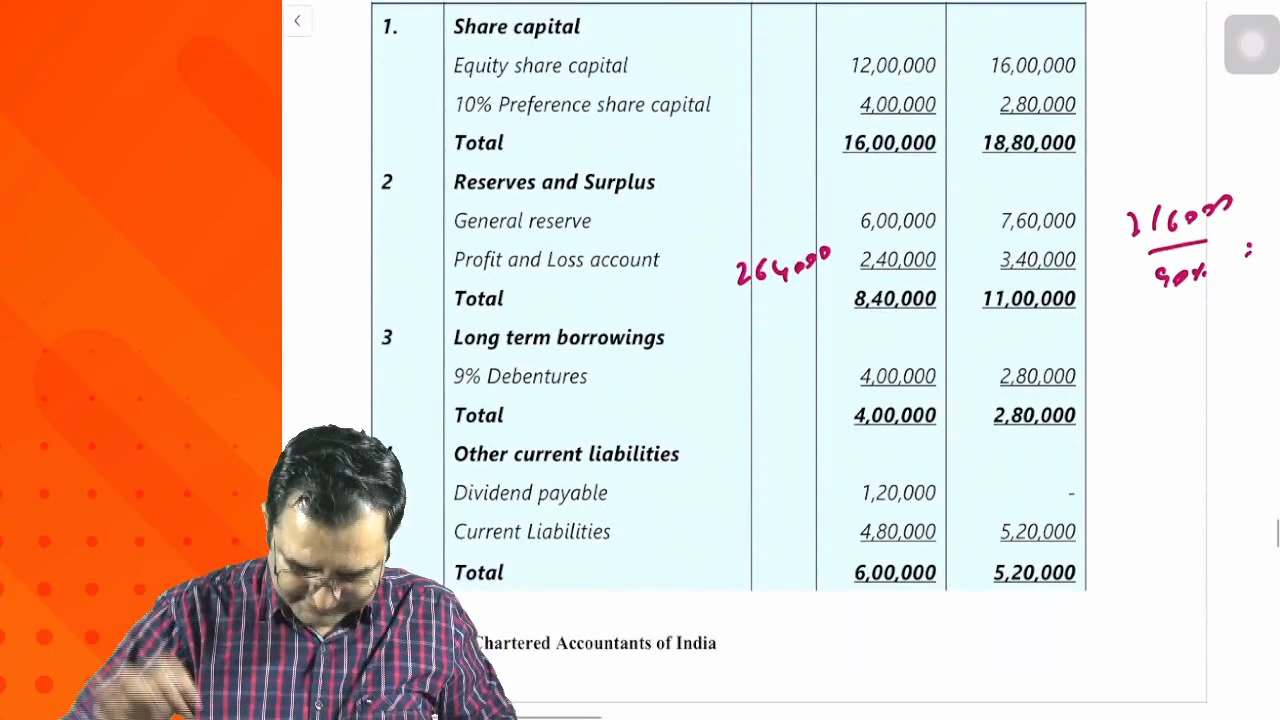 1. Share capital
Equity share capital 12,00,000 16,00,000
10% Preference share capital 4,00,000 2,80,000
Total 16,00,000 18,80,000
2 Reserves and Surplus
General reserve 6,00,000 7,60,000
216000
264000
Profit and Loss account 2,40,000 3,40,000
90%
Total 8,40,000 11,00,000
3 Long term borrowings
9% Debentures 4,00,000 2,80,000
Total 4,00,000 2,80,000
Other current liabilities
Dividend payable 1,20,000 -
Current Liabilities 4,80,000 5,20,000
Total 6,00,000 5,20,000
Chartered Accountants of India